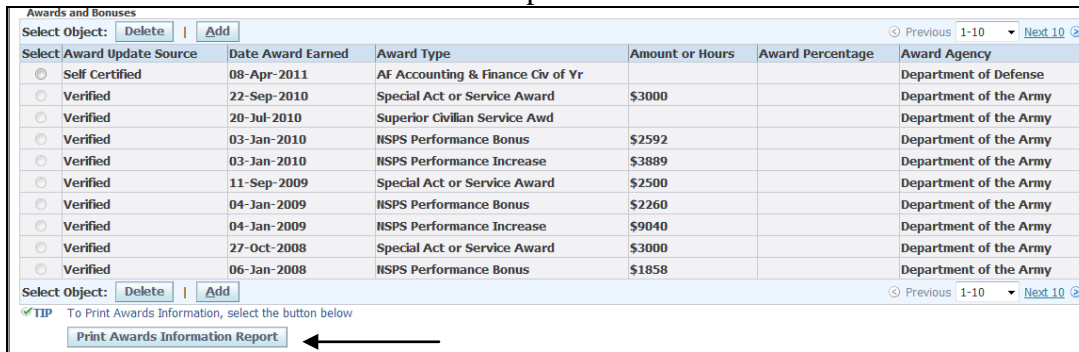 Awards and Bonuses
Select Object: Delete | Add Previous 1-10 Next 10
Select Award Update Source Date Award Earned Award Type Amount or Hours Award Percentage Award Agency
Self Certified 08-Apr-2011 AF Accounting & Finance Civ of Yr Department of Defense
Verified 22-Sep-2010 Special Act or Service Award $3000 Department of the Army
Verified 20-Jul-2010 Superior Civilian Service Awd Department of the Army
Verified 03-Jan-2010 NSPS Performance Bonus $2592 Department of the Army
Verified 03-Jan-2010 NSPS Performance Increase $3889 Department of the Army
Verified 11-Sep-2009 Special Act or Service Award $2500 Department of the Army
Verified 04-Jan-2009 NSPS Performance Bonus $2260 Department of the Army
Verified 04-Jan-2009 NSPS Performance Increase $9040 Department of the Army
Verified 27-Oct-2008 Special Act or Service Award $3000 Department of the Army
Verified 06-Jan-2008 NSPS Performance Bonus $1858 Department of the Army
Select Object: Delete | Add Previous 1-10 Next 10
TIP To Print Awards Information, select the button below
Print Awards Information Report